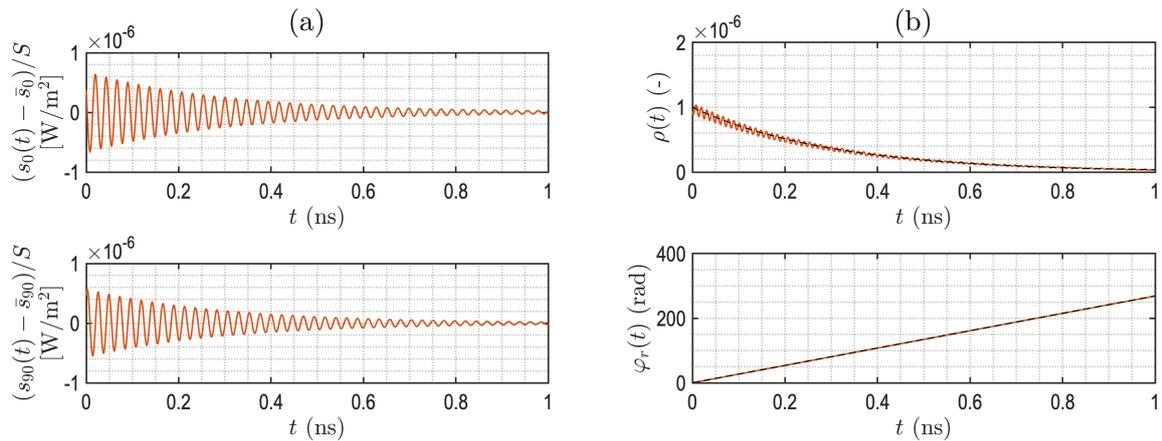 (a)
×10⁻⁶
(s₀(t) − s̄₀)/S
[W/m²]
1
0
-1
0 0.2 0.4 0.6 0.8 1
t (ns)
×10⁻⁶
(s₉₀(t) − s̄₉₀)/S
[W/m²]
1
0
-1
0 0.2 0.4 0.6 0.8 1
t (ns)
(b)
×10⁻⁶
ρ(t) (-)
2
1
0
0 0.2 0.4 0.6 0.8 1
t (ns)
φᵣ(t) (rad)
400
200
0
0 0.2 0.4 0.6 0.8 1
t (ns)